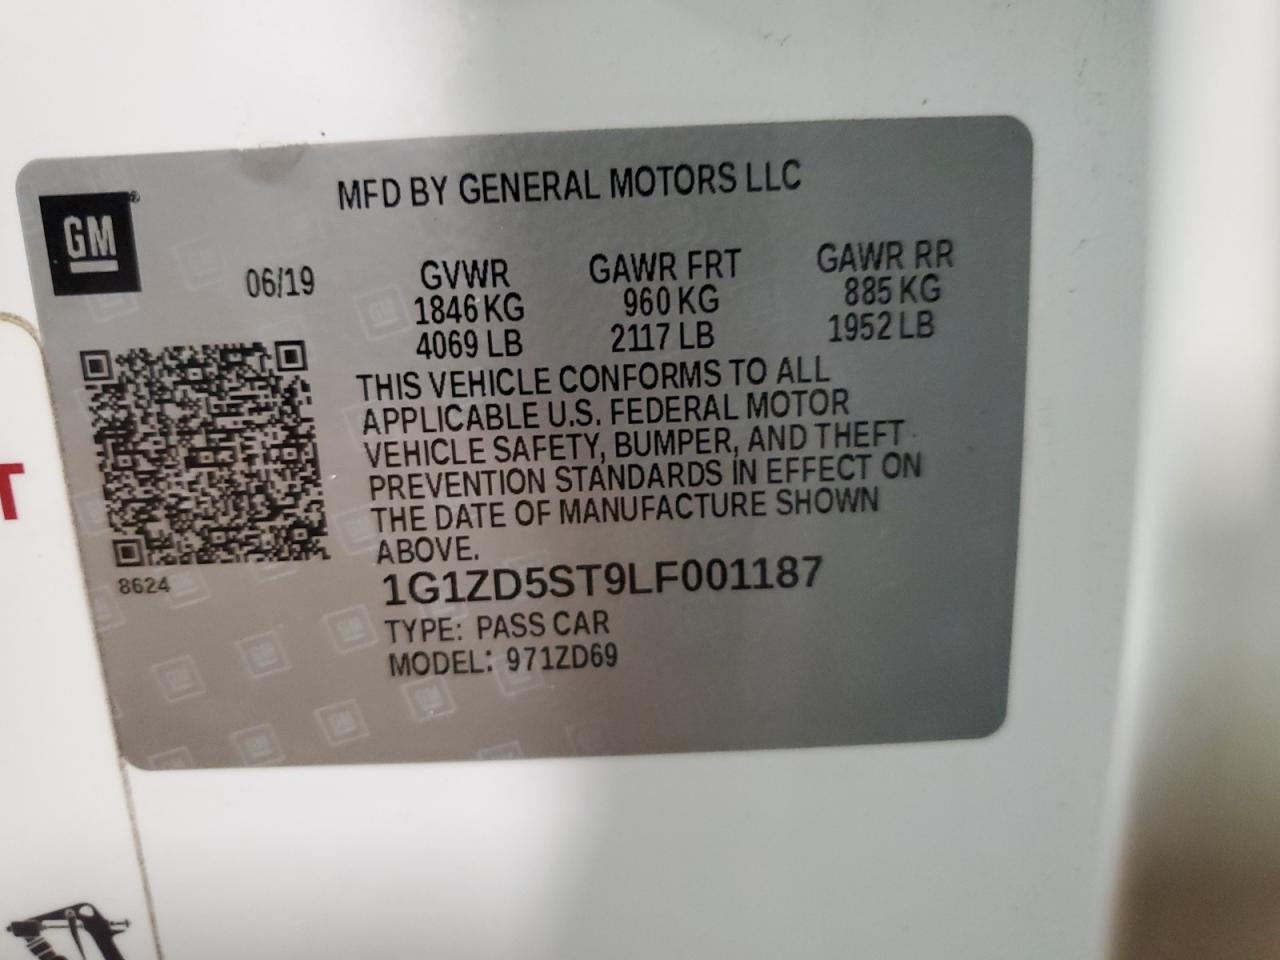 MFD BY GENERAL MOTORS LLC
GM
06/19
GVWR GAWR FRT GAWR RR
1846 KG 960 KG 885 KG
4069 LB 2117 LB 1952 LB
THIS VEHICLE CONFORMS TO ALL
APPLICABLE U.S. FEDERAL MOTOR
VEHICLE SAFETY, BUMPER, AND THEFT
PREVENTION STANDARDS IN EFFECT ON
THE DATE OF MANUFACTURE SHOWN
ABOVE.
8624
1G1ZD5ST9LF001187
TYPE: PASS CAR
MODEL: 971ZD69
T